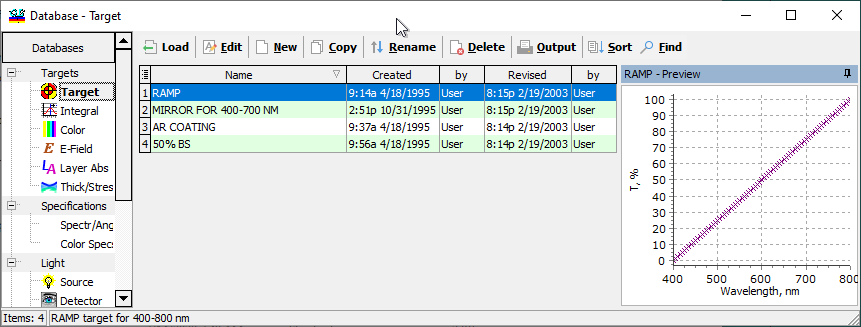 Database - Target
Databases
Load Edit New Copy Rename Delete Output Sort Find
Targets
Target
Integral
Color
E-Field
Layer Abs
Thick/Stres
Specifications
Spectr/Ang
Color Specs
Light
Source
Detector
Name Created by Revised by
1 RAMP 9:14a 4/18/1995 User 8:15p 2/19/2003 User
2 MIRROR FOR 400-700 NM 2:51p 10/31/1995 User 8:15p 2/19/2003 User
3 AR COATING 9:37a 4/18/1995 User 8:14p 2/19/2003 User
4 50% BS 9:56a 4/18/1995 User 8:14p 2/19/2003 User
RAMP - Preview
T, %
100
90
80
70
60
50
40
30
20
10
0
400 500 600 700 800
Wavelength, nm
Items: 4 RAMP target for 400-800 nm